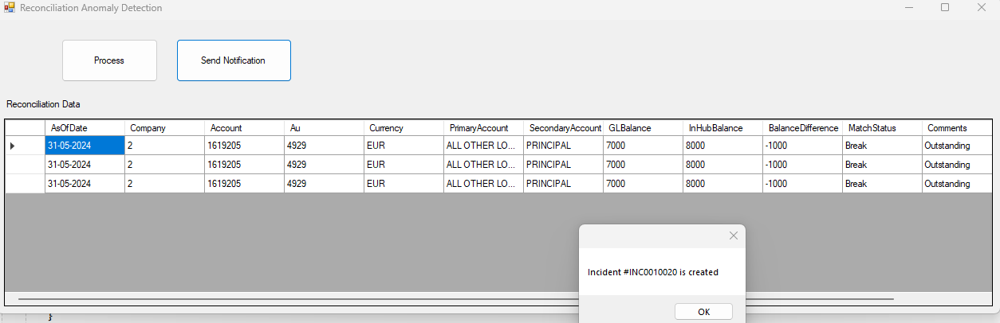 Reconciliation Anomaly Detection
Process Send Notification
Reconciliation Data
AsOfDate Company Account Au Currency PrimaryAccount SecondaryAccount GLBalance InHubBalance BalanceDifference MatchStatus Comments
31-05-2024 2 1619205 4929 EUR ALL OTHER LO... PRINCIPAL 7000 8000 -1000 Break Outstanding
31-05-2024 2 1619205 4929 EUR ALL OTHER LO... PRINCIPAL 7000 8000 -1000 Break Outstanding
31-05-2024 2 1619205 4929 EUR ALL OTHER LO... PRINCIPAL 7000 8000 -1000 Break Outstanding
Incident #INC0010020 is created
OK
}